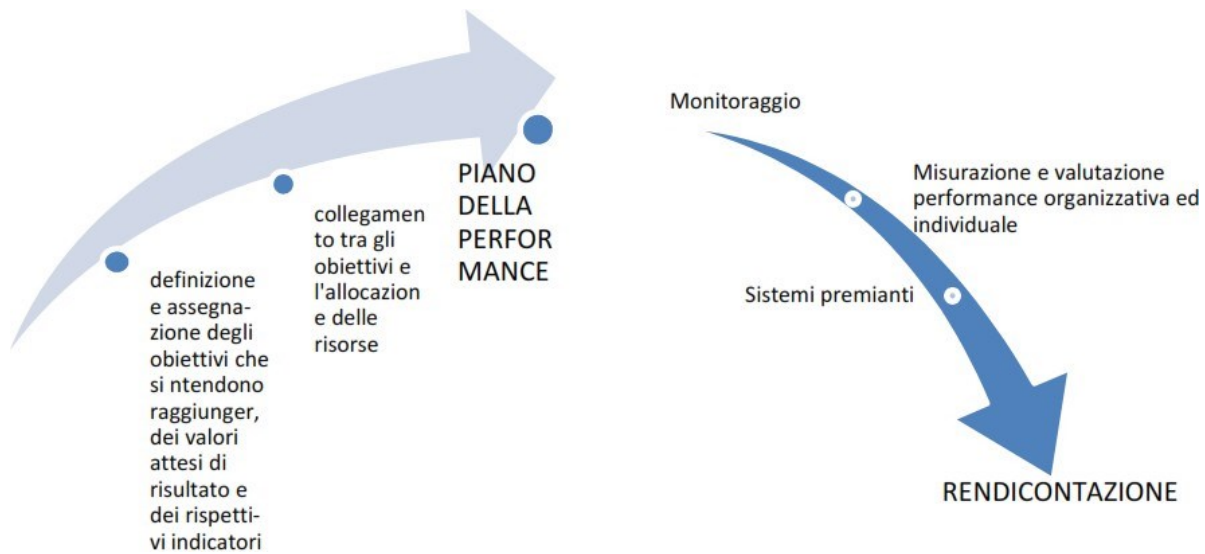 definizione
e assegna-
zione degli
obiettivi che
si ntendono
raggiunger,
dei valori
attesi di
risultato e
dei rispetti-
vi indicatori
collegamen
to tra gli
obiettivi e
l'allocazion
e delle
risorse
PIANO
DELLA
PERFOR
MANCE
Monitoraggio
Misurazione e valutazione
performance organizzativa ed
individuale
Sistemi premianti
RENDICONTAZIONE